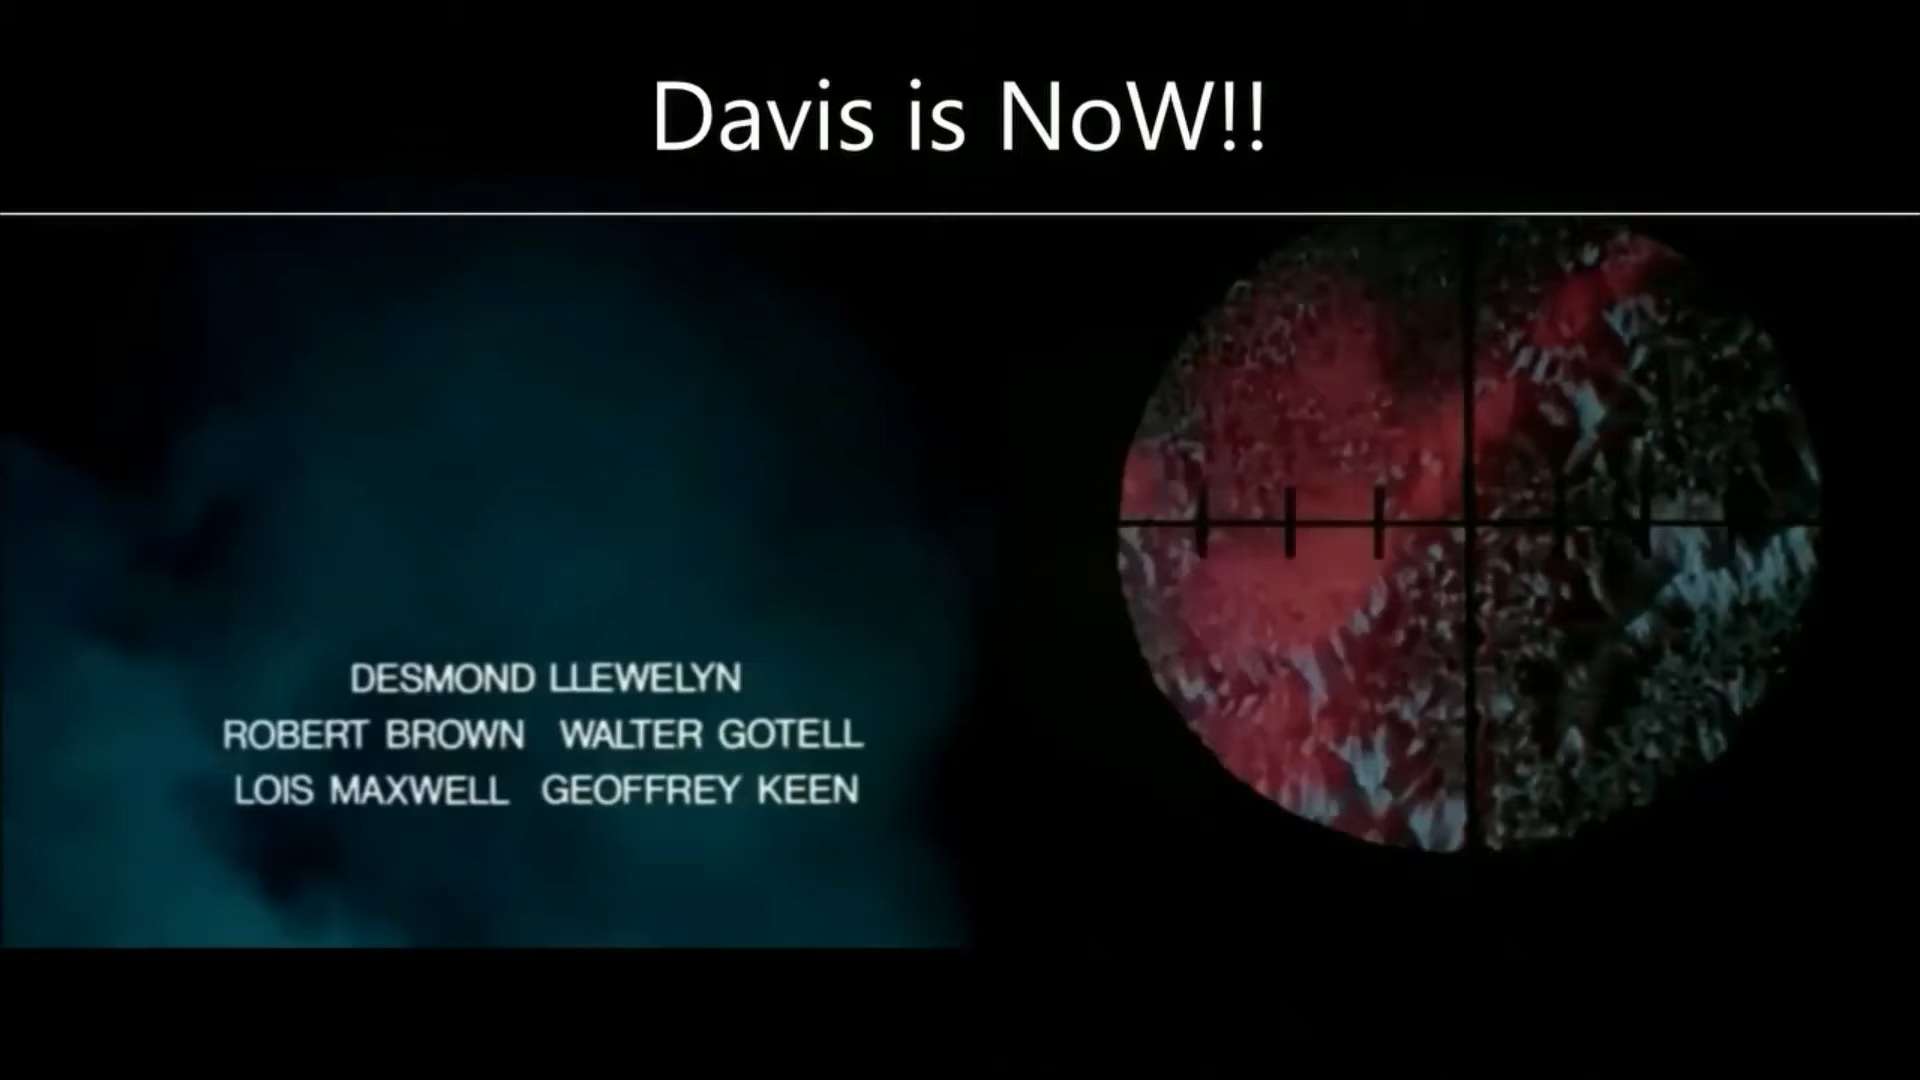 Davis is NoW!!
DESMOND LLEWELYN
ROBERT BROWN WALTER GOTELL
LOIS MAXWELL GEOFFREY KEEN